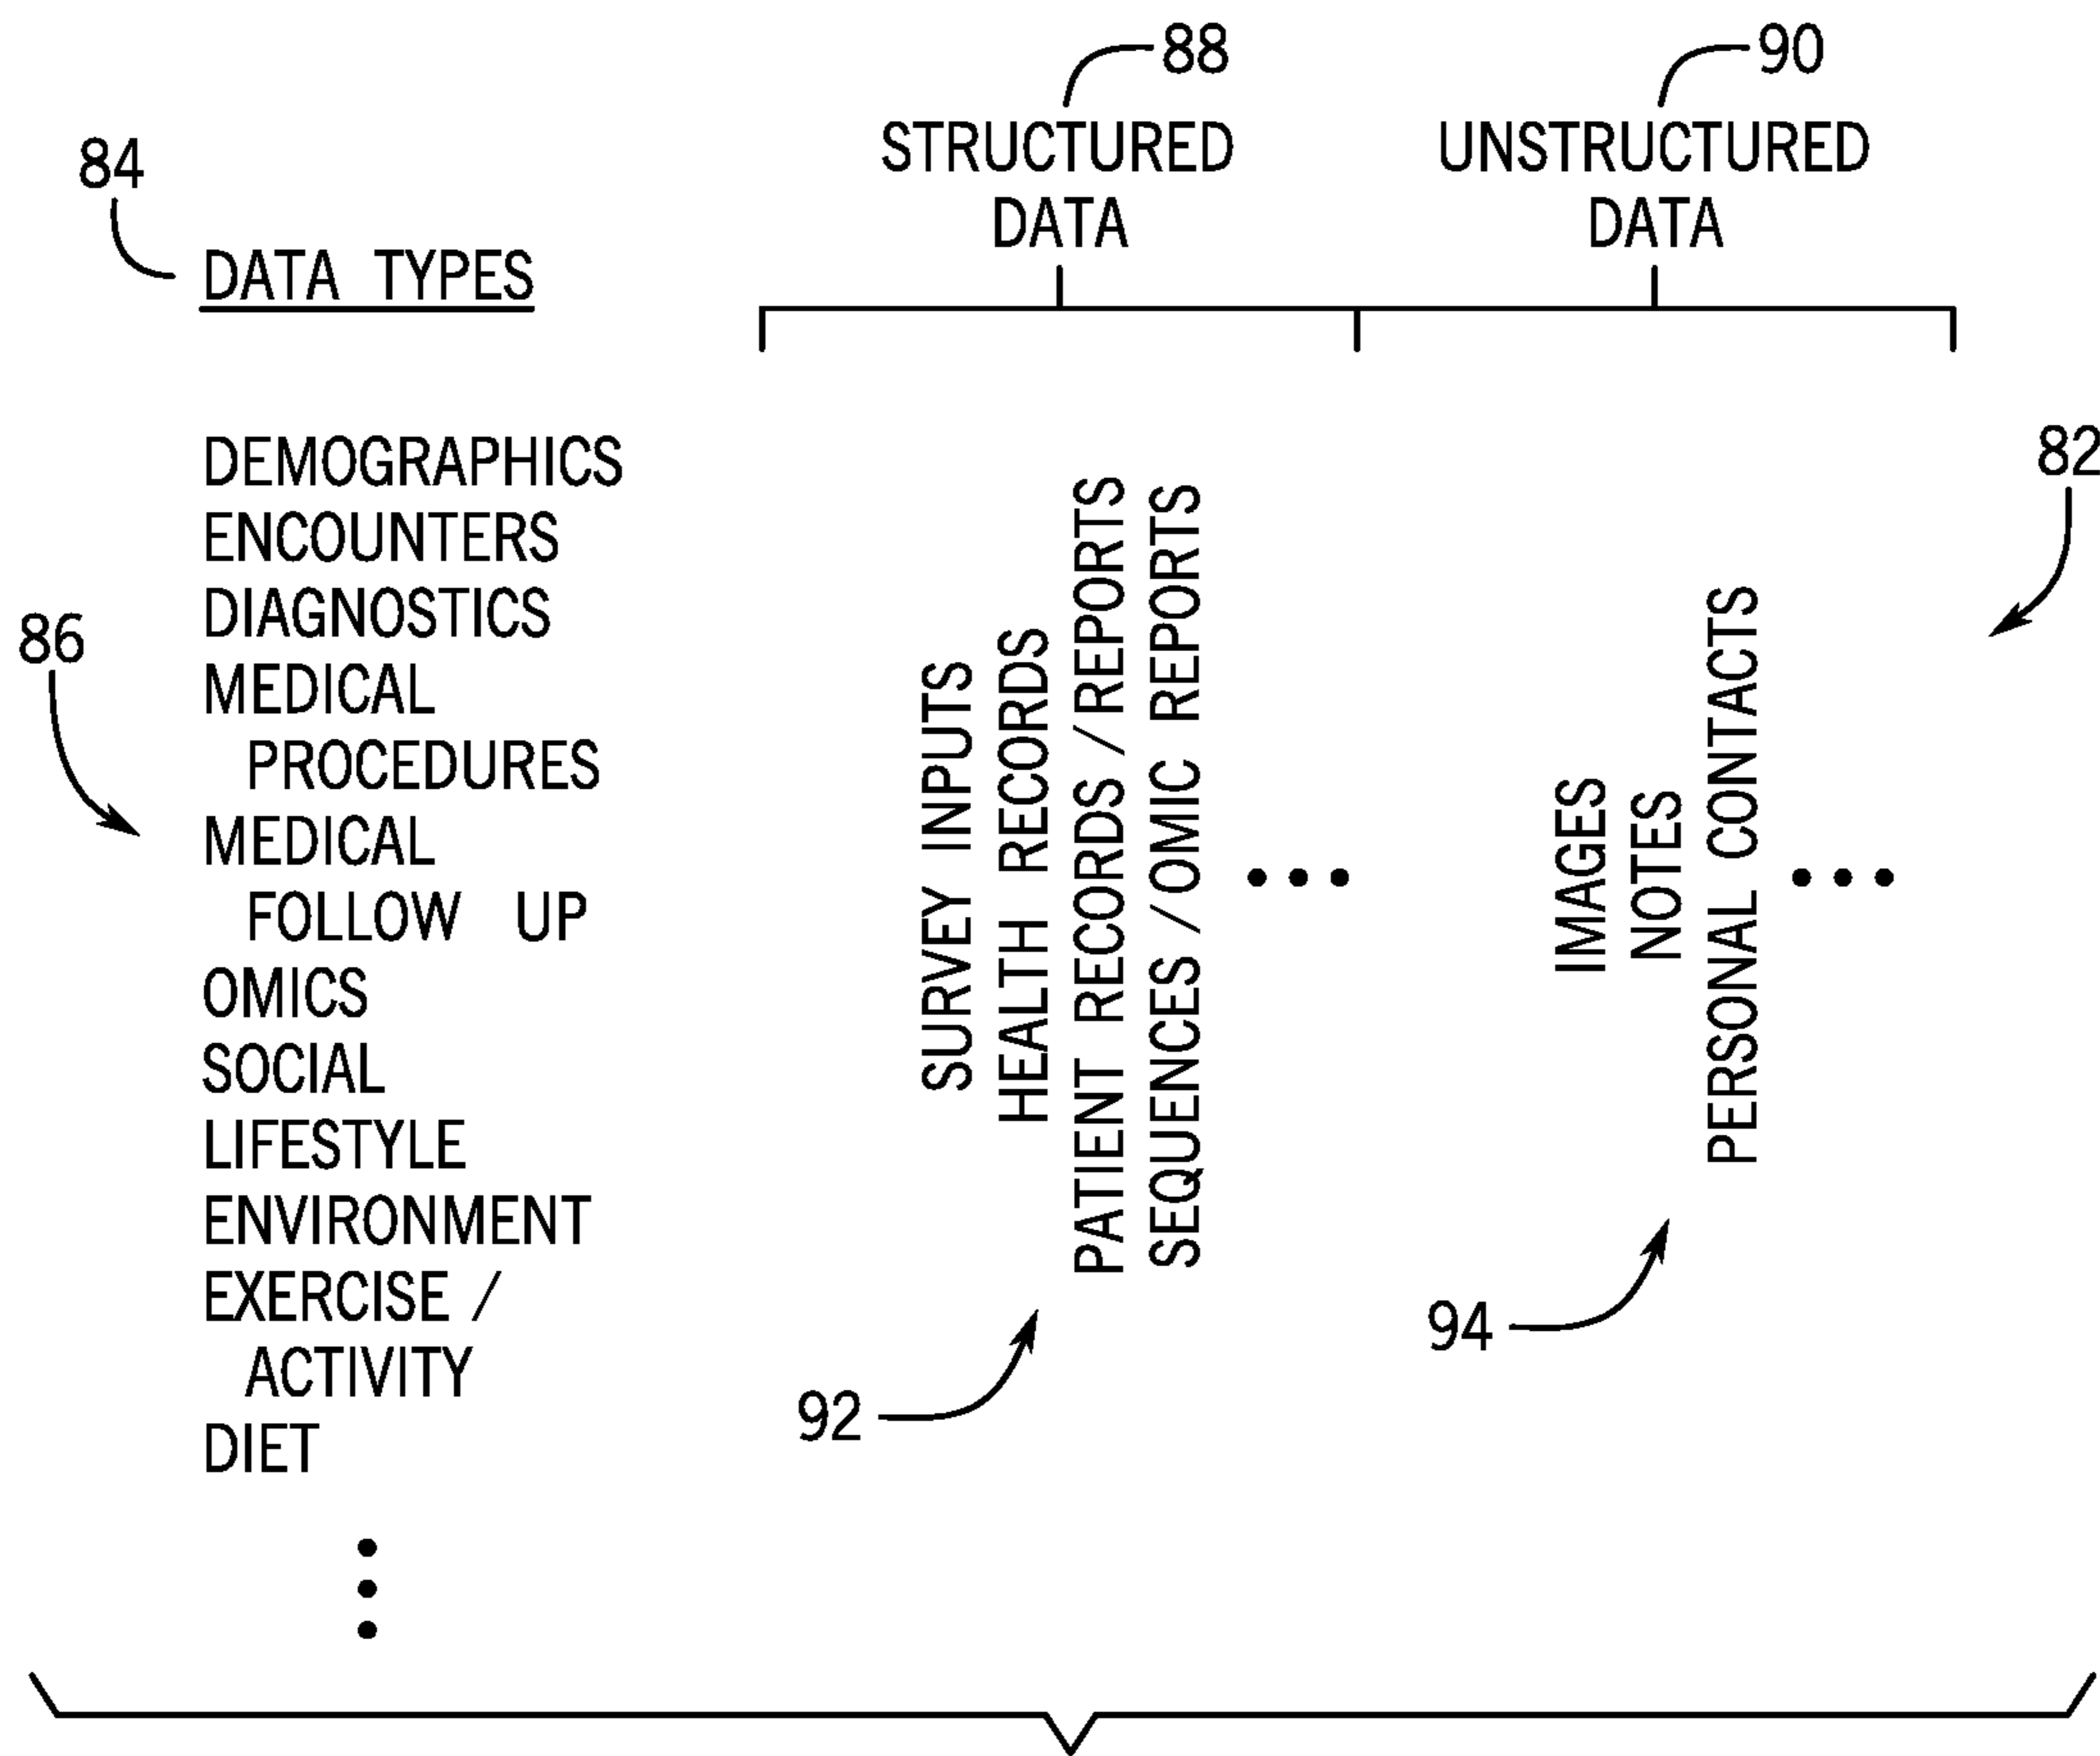 88
90
STRUCTURED
DATA
UNSTRUCTURED
DATA
84
DATA TYPES
82
DEMOGRAPHICS
ENCOUNTERS
DIAGNOSTICS
86
MEDICAL
PROCEDURES
MEDICAL
FOLLOW UP
OMICS
SOCIAL
LIFESTYLE
ENVIRONMENT
EXERCISE /
ACTIVITY
DIET
SURVEY INPUTS
HEALTH RECORDS
PATIENT RECORDS/REPORTS
SEQUENCES/OMIC REPORTS
92
IMAGES
NOTES
PERSONAL CONTACTS
94